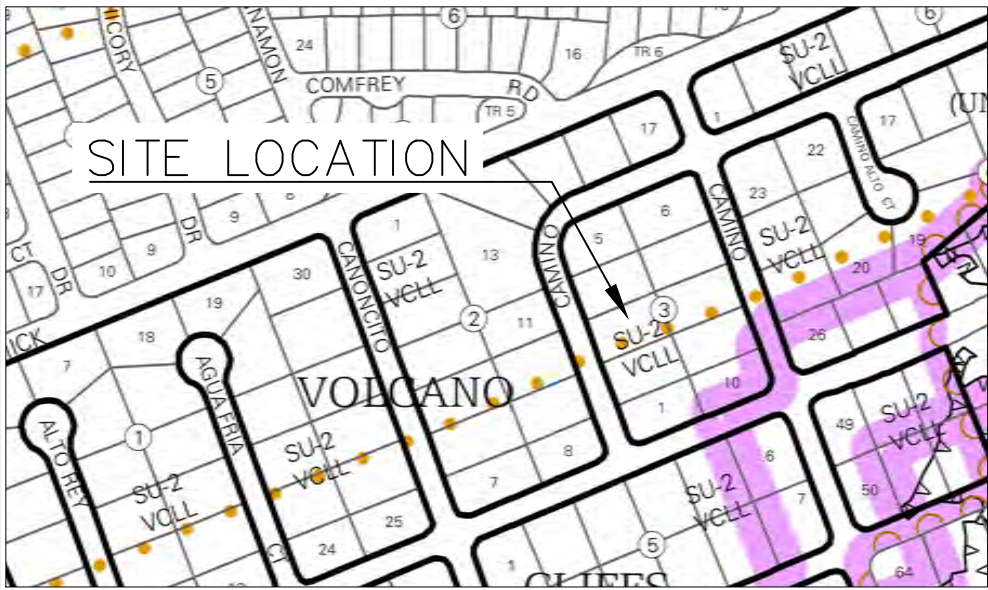 6
6
24
16
TR 6
5
COMFREY
RD
TR 5
SU-2
VCLL
1
17
17
22
SITE LOCATION
CAMINO ALTO CT
DR
9
8
9
10
CT
DR
17
1
13
CANONCITO
SU-2
VCLL
CAMINO
5
6
CAMINO
23
SU-2
VCLL
19
20
30
19
18
7
2
11
3
SU-2
VCLL
26
10
1
VOLCANO
AGUA FRIA
CT
ALTO REY
1
SU-2
VCLL
SU-2
VCLL
8
7
25
24
6
7
SU-2
VCLL
49
50
SU-2
VCLL
5
1
64
CLIFFS